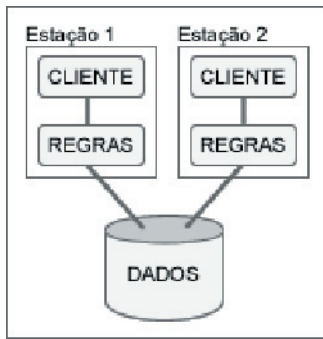 Estação 1 Estação 2
CLIENTE CLIENTE
REGRAS REGRAS
DADOS